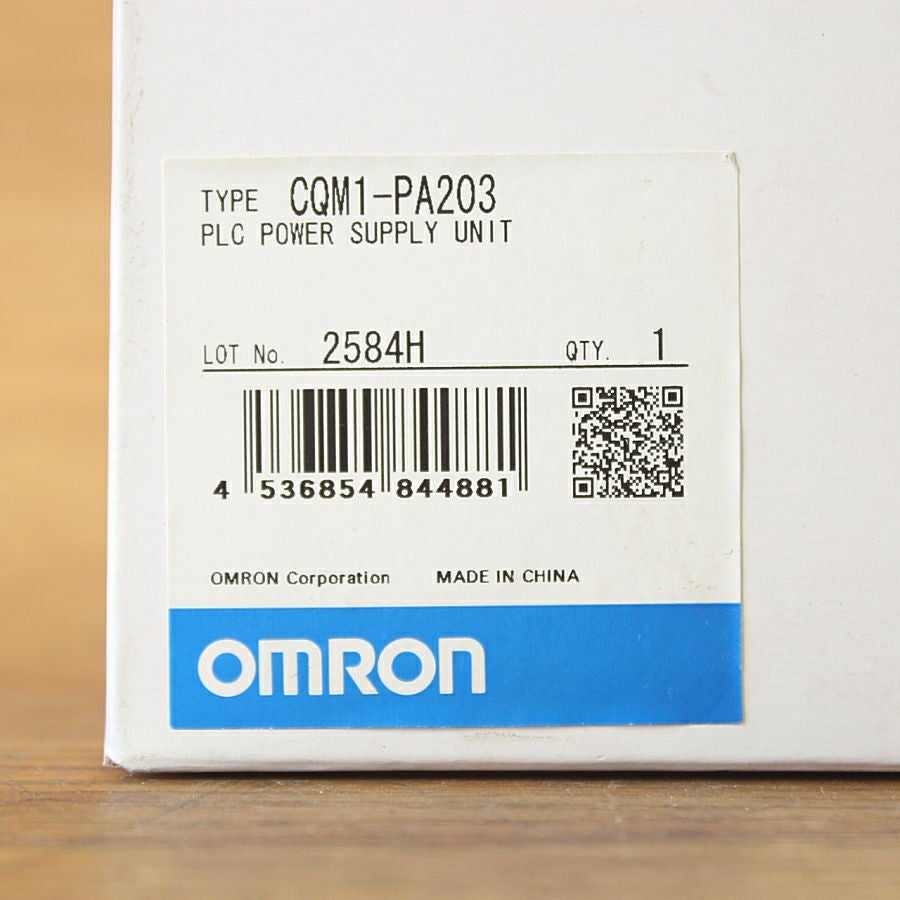 TYPE CQM1-PA203
PLC POWER SUPPLY UNIT
LOT No. 2584H QTY. 1
4 536854 844881
OMRON Corporation MADE IN CHINA
OMRON